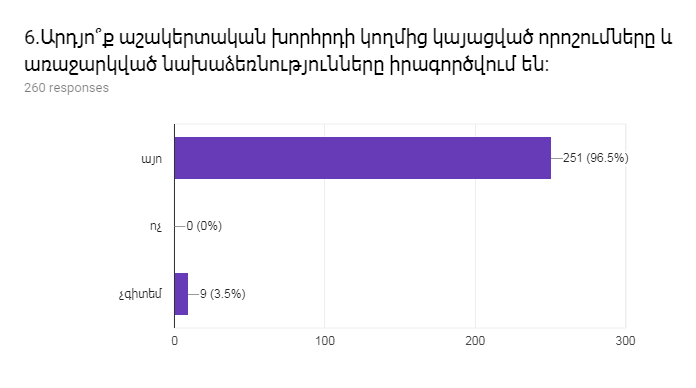 6.Արդյո՞ք աշակերտական խորհրդի կողմից կայացված որոշումները և
առաջարկված նախաձեռնությունները իրագործվում են:
260 responses
այո
251 (96.5%)
ոչ
0 (0%)
չգիտեմ
9 (3.5%)
0 100 200 300